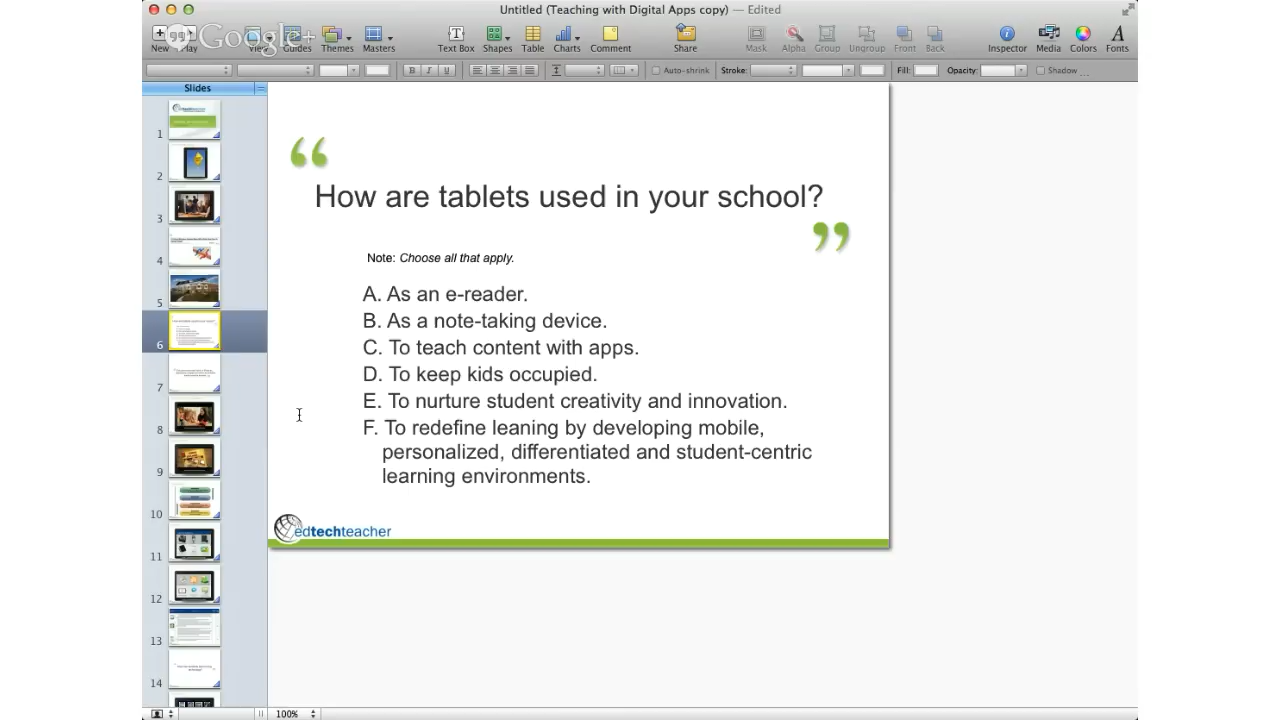 Untitled (Teaching with Digital Apps copy) — Edited
Google+
New Play View Guides Themes Masters Text Box Shapes Table Charts Comment Share Mask Alpha Group Ungroup Front Back Inspector Media Colors Fonts
B I U Auto-shrink Stroke: Fill: Opacity: Shadow
Slides
1
2
3
4
5
6
7
8
9
10
11
12
13
14
“
How are tablets used in your school?
”
Note: Choose all that apply.
A. As an e-reader.
B. As a note-taking device.
C. To teach content with apps.
D. To keep kids occupied.
E. To nurture student creativity and innovation.
F. To redefine leaning by developing mobile,
personalized, differentiated and student-centric
learning environments.
edtechteacher
100%